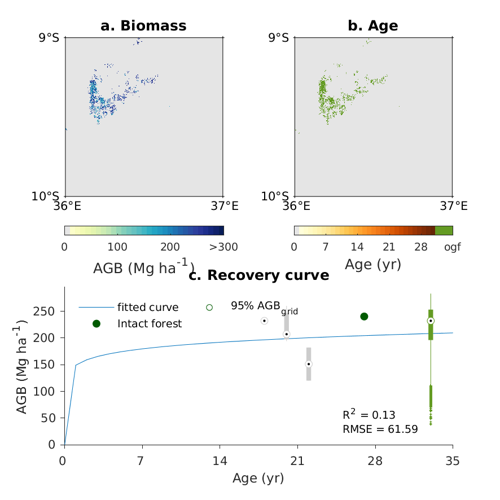 a. Biomass
b. Age
9°S
9°S
10°S
10°S
36°E
37°E
36°E
37°E
0
100
200
>300
0
7
14
21
28
ogf
AGB (Mg ha⁻¹)
Age (yr)
c. Recovery curve
fitted curve
95% AGB_grid
Intact forest
250
200
150
100
50
0
AGB (Mg ha⁻¹)
R² = 0.13
RMSE = 61.59
0
7
14
21
28
35
Age (yr)